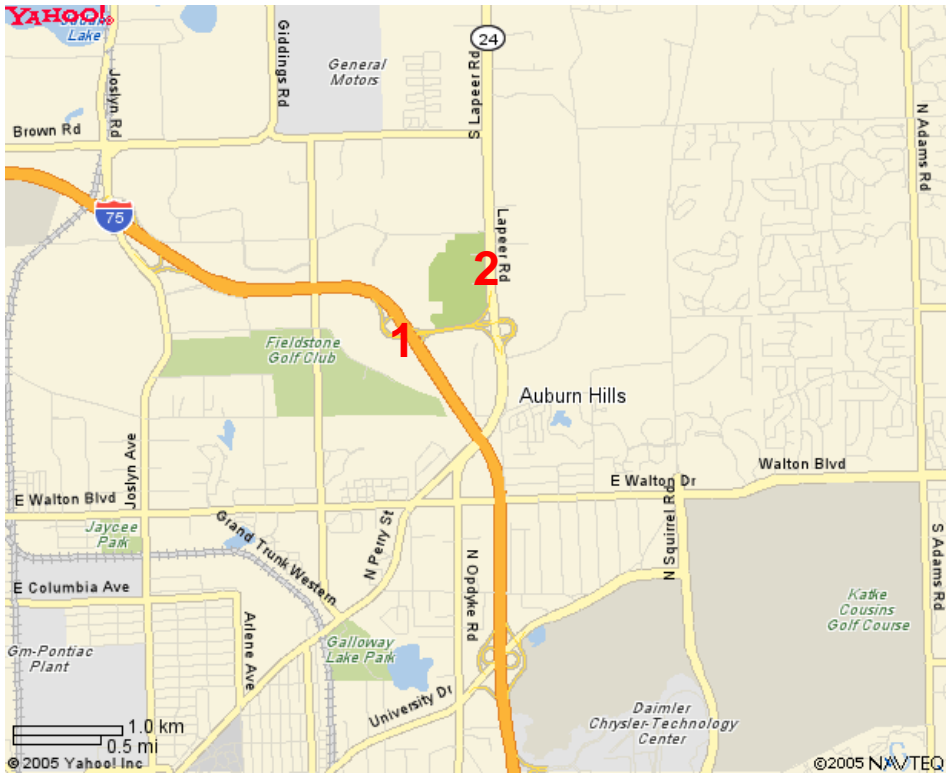 YAHOO!
Lake
24
General
Motors
Giddings Rd
Joslyn Rd
S Lapeer Rd
N Adams Rd
Brown Rd
75
Lapeer Rd
2
1
Fieldstone
Golf Club
Auburn Hills
Joslyn Ave
Walton Blvd
E Walton Dr
E Walton Blvd
N Squirrel Rd
Jaycee
Park
Grand Trunk
Western
N Perry St
N Opdyke Rd
S Adams Rd
E Columbia Ave
Arlene Ave
Katke
Cousins
Golf Course
Galloway
Lake Park
Gm-Pontiac
Plant
University Dr
Daimler
Chrysler-Technology
Center
1.0 km
0.5 mi
©2005 Yahoo! Inc
©2005 NAVTEQ